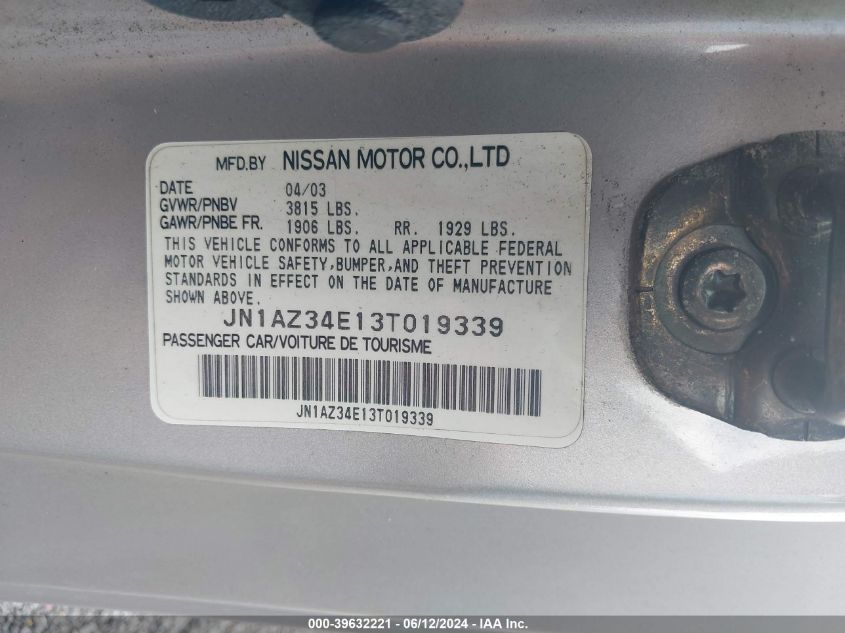 MFD.BY NISSAN MOTOR CO.,LTD
DATE 04/03
GVWR/PNBV 3815 LBS.
GAWR/PNBE FR. 1906 LBS. RR. 1929 LBS.
THIS VEHICLE CONFORMS TO ALL APPLICABLE FEDERAL
MOTOR VEHICLE SAFETY,BUMPER,AND THEFT PREVENTION
STANDARDS IN EFFECT ON THE DATE OF MANUFACTURE
SHOWN ABOVE.
JN1AZ34E13T019339
PASSENGER CAR/VOITURE DE TOURISME
JN1AZ34E13T019339
000-39632221 - 06/12/2024 - IAA Inc.